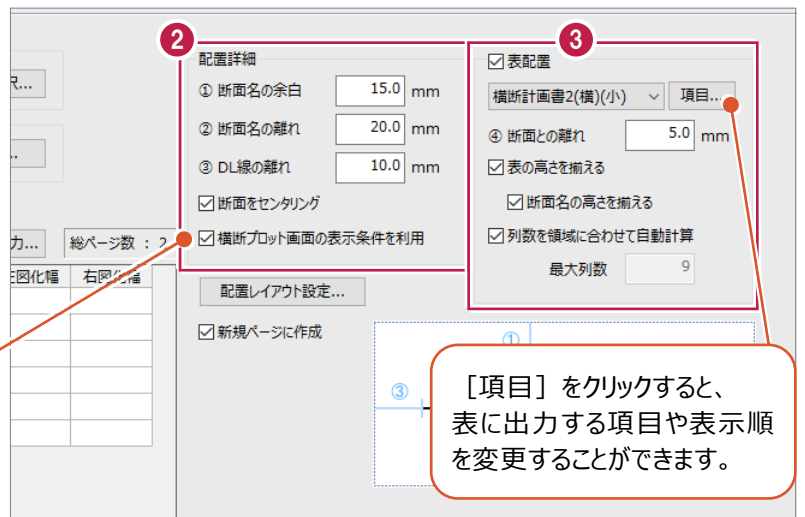 2
3
R...
...
カ...
総ページ数 : 2
左図化幅 右図化幅
配置詳細
① 断面名の余白 15.0 mm
② 断面名の離れ 20.0 mm
③ DL線の離れ 10.0 mm
断面をセンタリング
横断プロット画面の表示条件を利用
表配置
横断計画書2(横)(小) 項目...
④ 断面との離れ 5.0 mm
表の高さを揃える
断面名の高さを揃える
列数を領域に合わせて自動計算
最大列数 9
配置レイアウト設定...
新規ページに作成
①
③
［項目］をクリックすると、
表に出力する項目や表示順
を変更することができます。